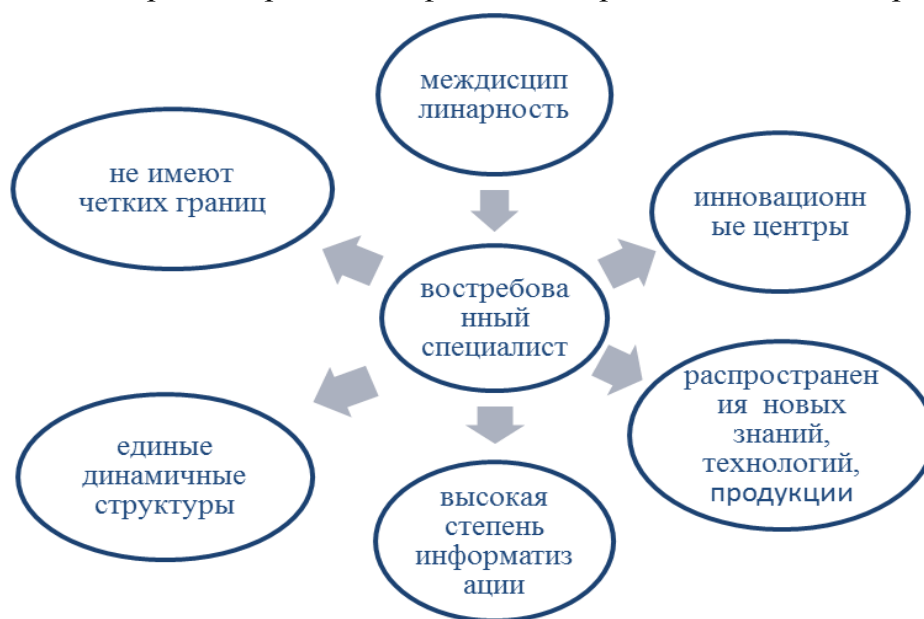 междисцип
линарность
не имеют
четких границ
инновационн
ые центры
востребова
нный
специалист
распространен
ия новых
знаний,
технологий,
продукции
единые
динамичные
структуры
высокая
степень
информатиз
ации